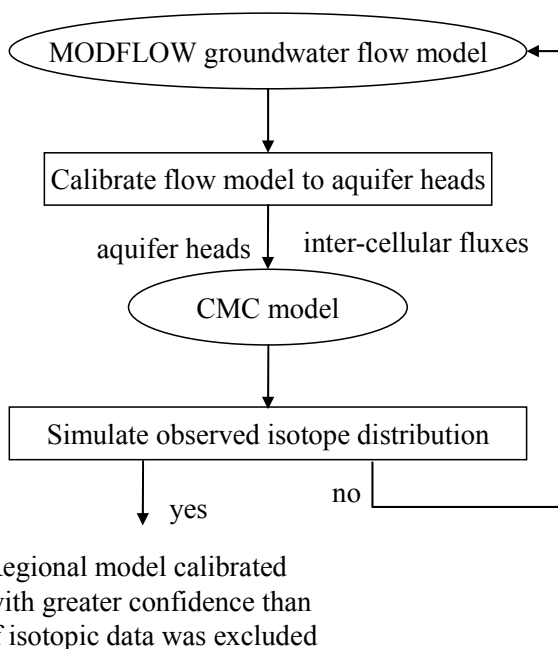 MODFLOW groundwater flow model
Calibrate flow model to aquifer heads
aquifer heads
inter-cellular fluxes
CMC model
Simulate observed isotope distribution
yes
no
egional model calibrated
ith greater confidence than
isotopic data was excluded